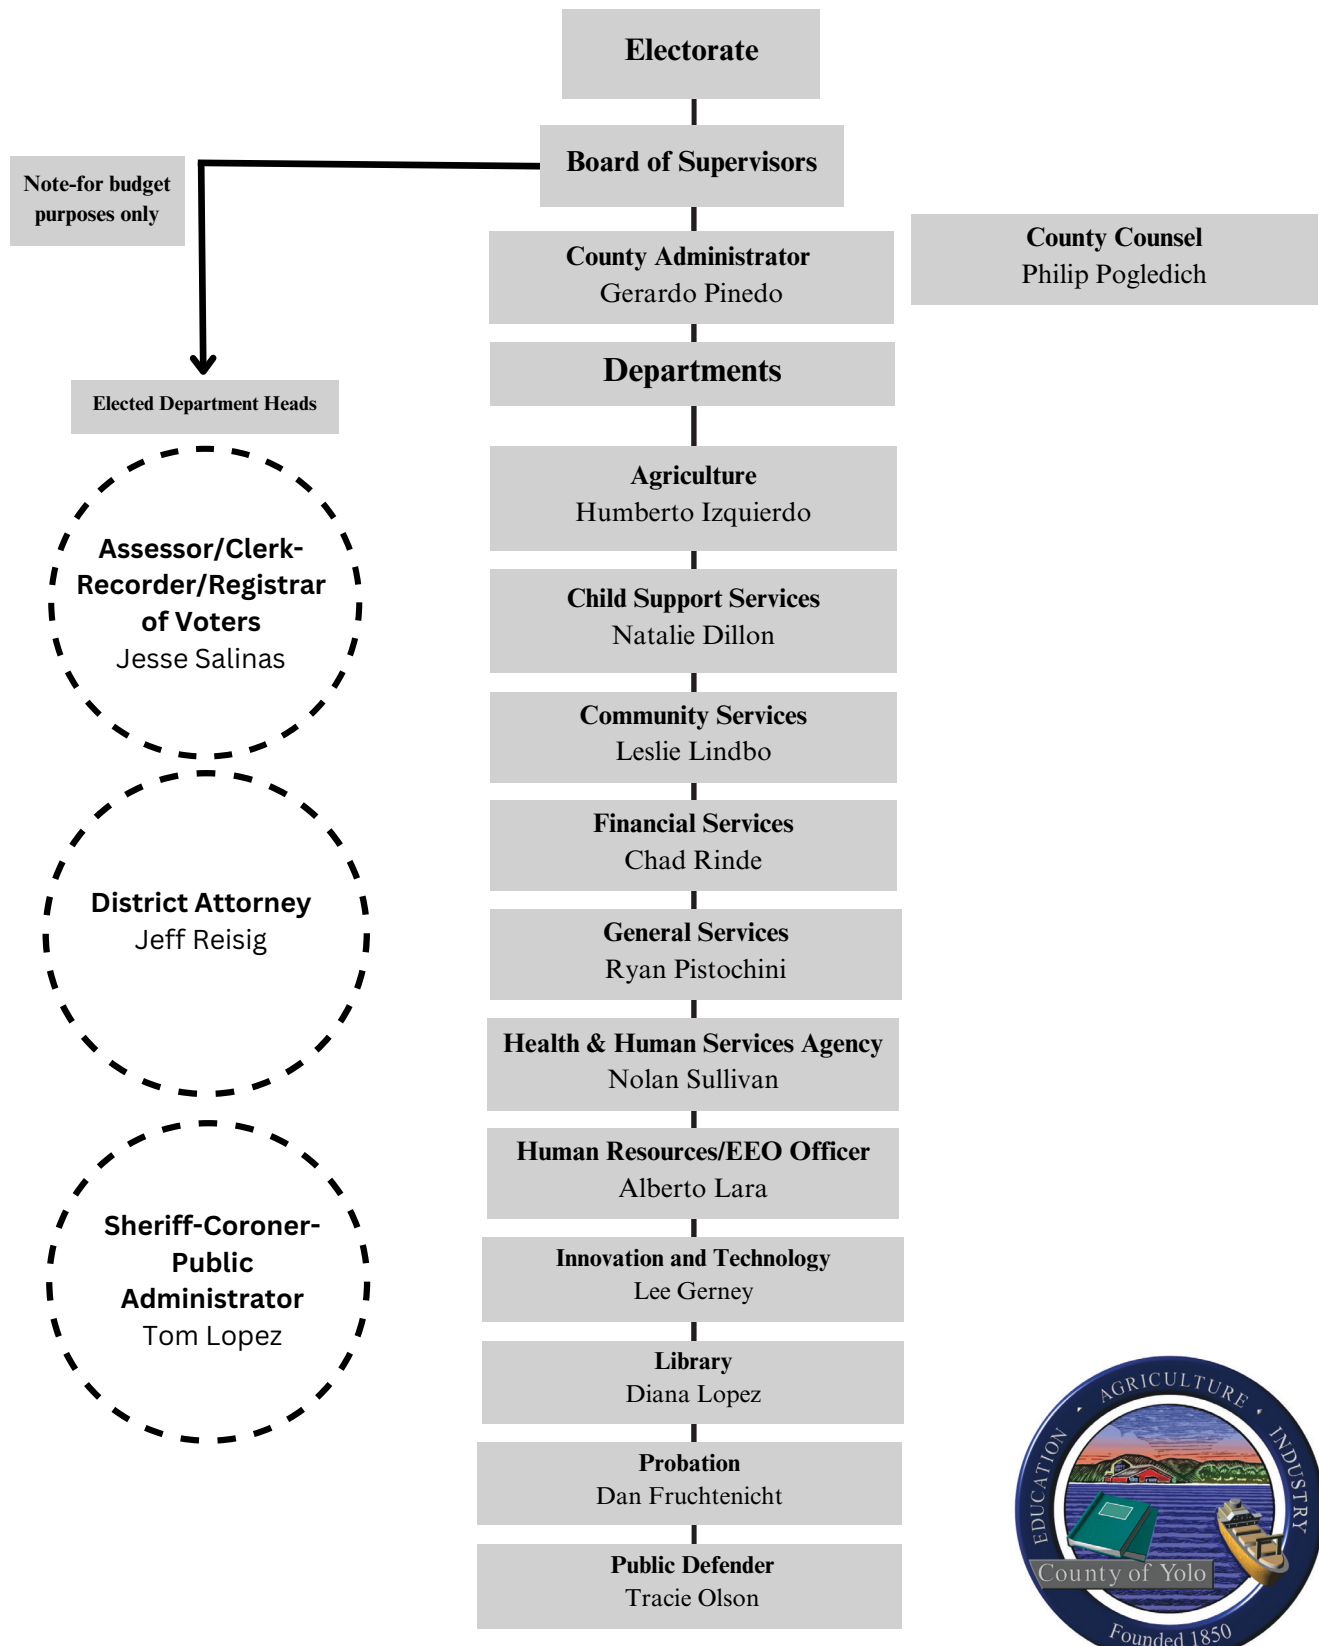 Electorate
Board of Supervisors
Note-for budget
purposes only
County Administrator
Gerardo Pinedo
County Counsel
Philip Pogledich
Departments
Elected Department Heads
Assessor/Clerk-
Recorder/Registrar
of Voters
Jesse Salinas
District Attorney
Jeff Reisig
Sheriff-Coroner-
Public
Administrator
Tom Lopez
Agriculture
Humberto Izquierdo
Child Support Services
Natalie Dillon
Community Services
Leslie Lindbo
Financial Services
Chad Rinde
General Services
Ryan Pistochini
Health & Human Services Agency
Nolan Sullivan
Human Resources/EEO Officer
Alberto Lara
Innovation and Technology
Lee Gerney
Library
Diana Lopez
Probation
Dan Fruchtenicht
Public Defender
Tracie Olson
EDUCATION · AGRICULTURE · INDUSTRY
County of Yolo
Founded 1850